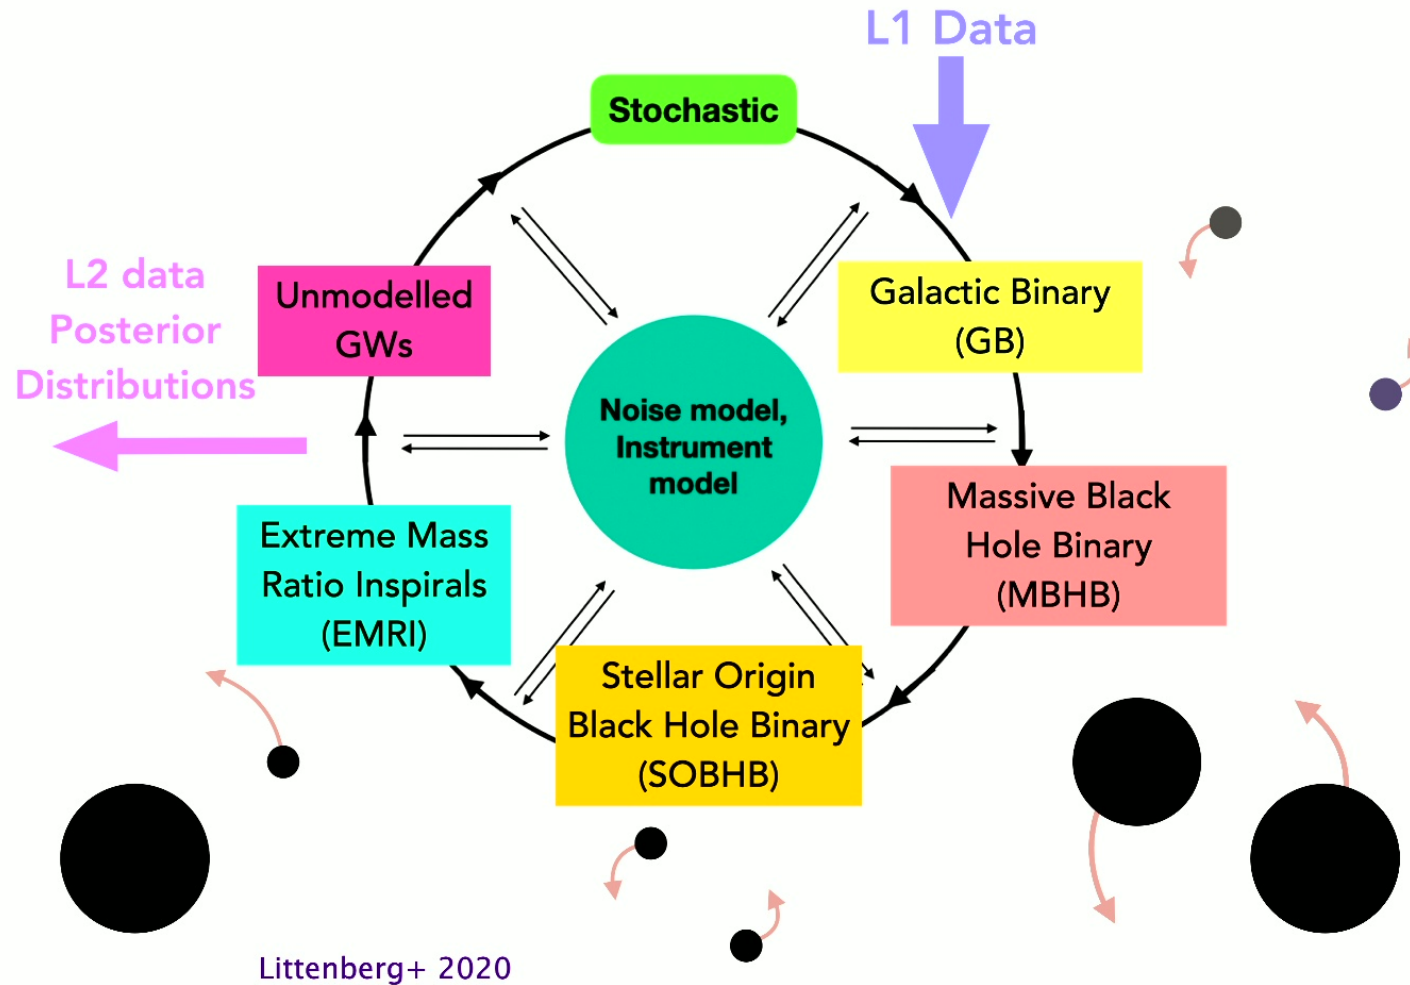 L1 Data
Stochastic
L2 data
Posterior
Distributions
Unmodelled
GWs
Galactic Binary
(GB)
Noise model,
Instrument
model
Massive Black
Hole Binary
(MBHB)
Extreme Mass
Ratio Inspirals
(EMRI)
Stellar Origin
Black Hole Binary
(SOBHB)
Littenberg+ 2020